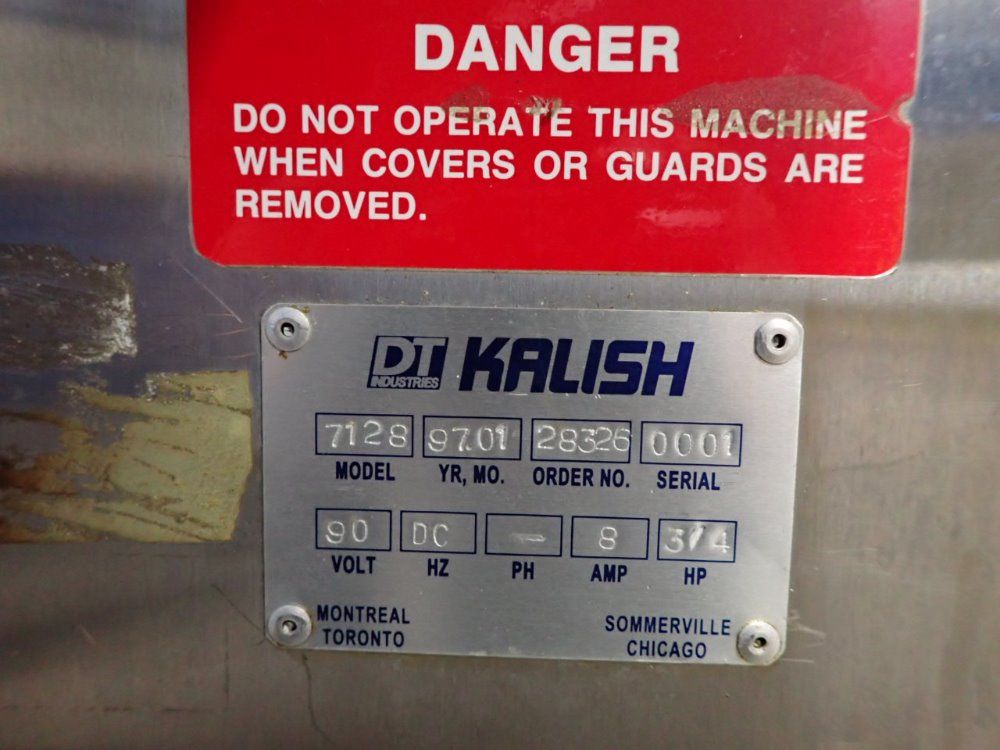 DANGER
DO NOT OPERATE THIS MACHINE
WHEN COVERS OR GUARDS ARE
REMOVED.
DT INDUSTRIES KALISH
7128 97.01 28326 0001
MODEL YR, MO. ORDER NO. SERIAL
90 DC - 8 3/4
VOLT HZ PH AMP HP
MONTREAL SOMMERVILLE
TORONTO CHICAGO